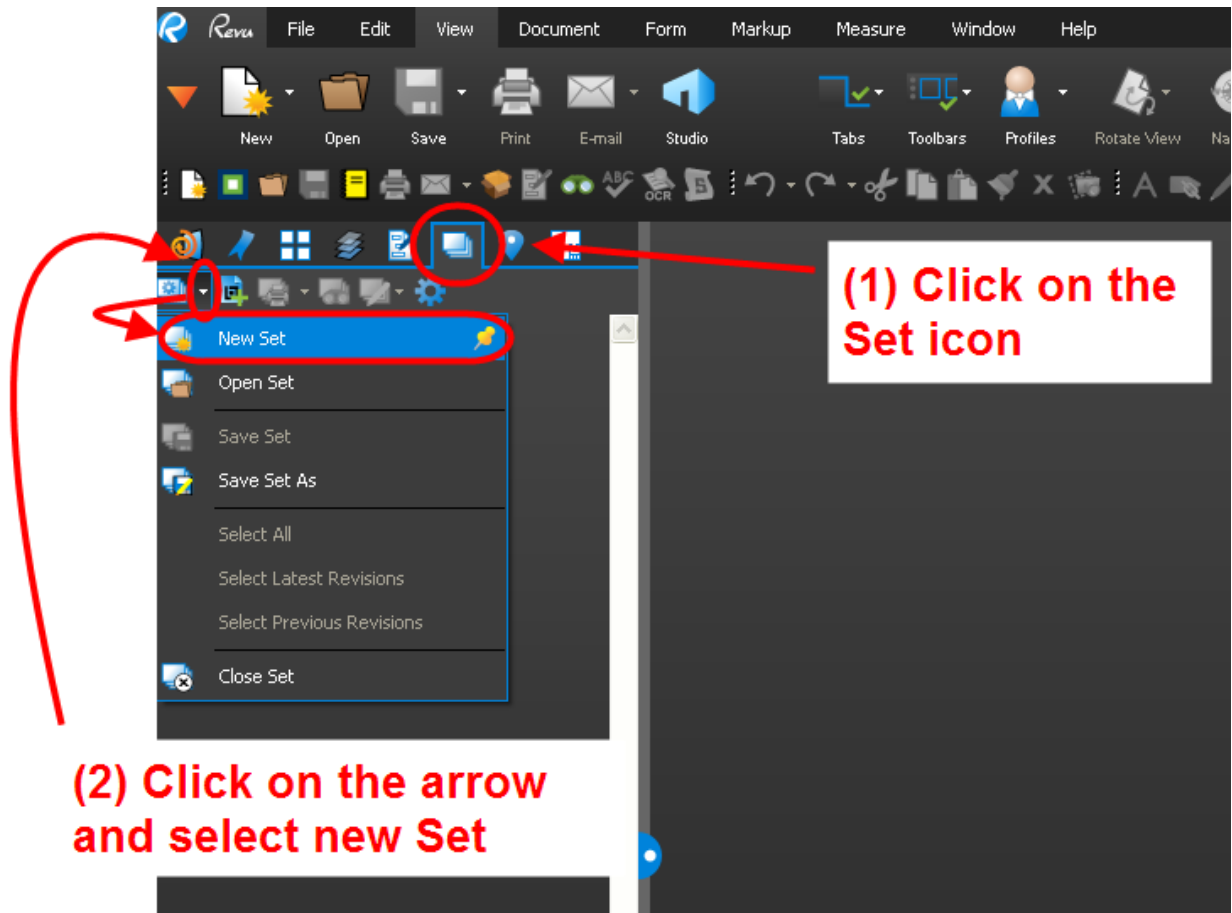 Revu File Edit View Document Form Markup Measure Window Help
New Open Save Print E-mail Studio Tabs Toolbars Profiles Rotate View Na
ABC
OCR
(1) Click on the
Set icon
New Set
Open Set
Save Set
Save Set As
Select All
Select Latest Revisions
Select Previous Revisions
Close Set
(2) Click on the arrow
and select new Set